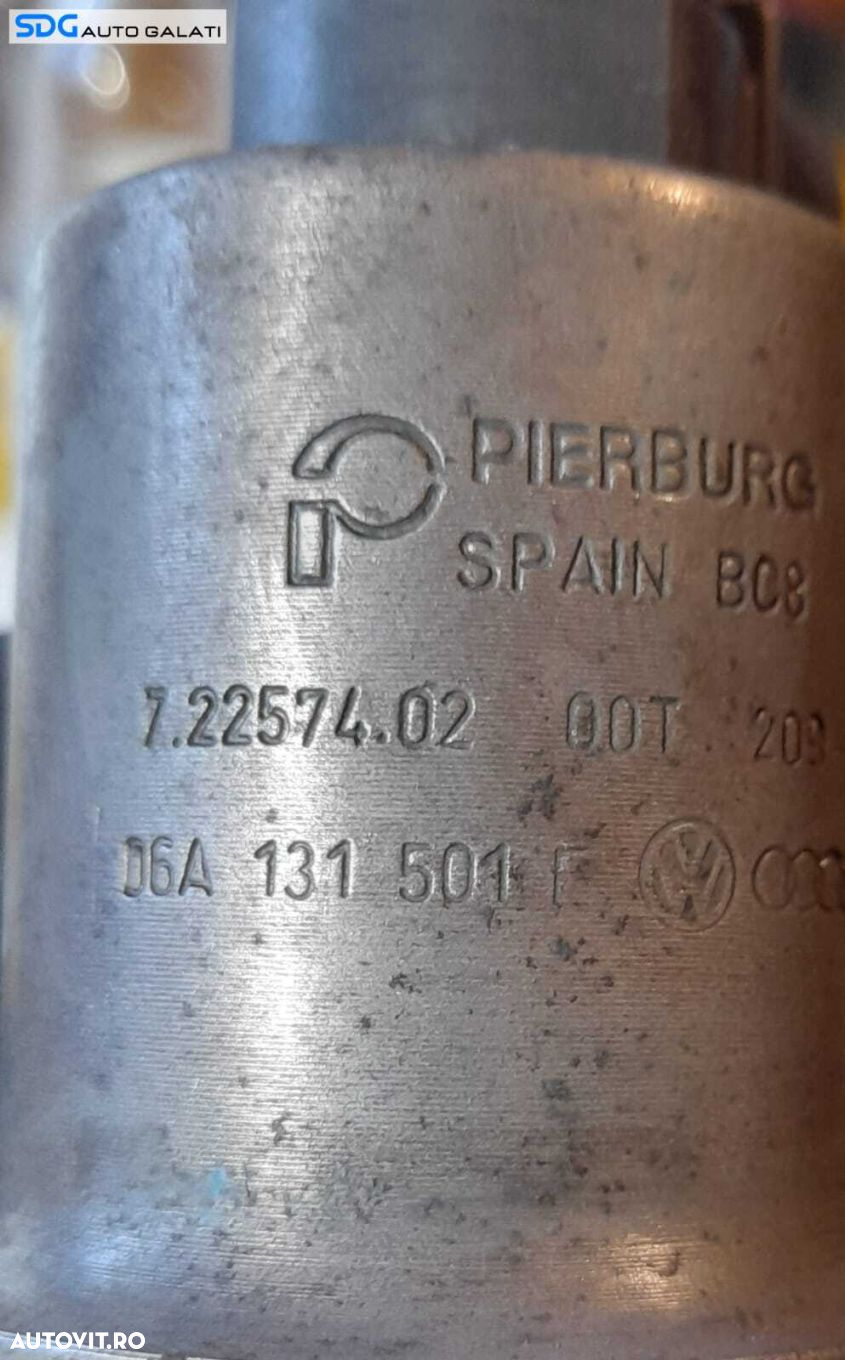 SDG AUTO GALATI
PIERBURG
SPAIN BC8
7.22574.02 00T 209
06A 131 501 F
AUTOVIT.RO